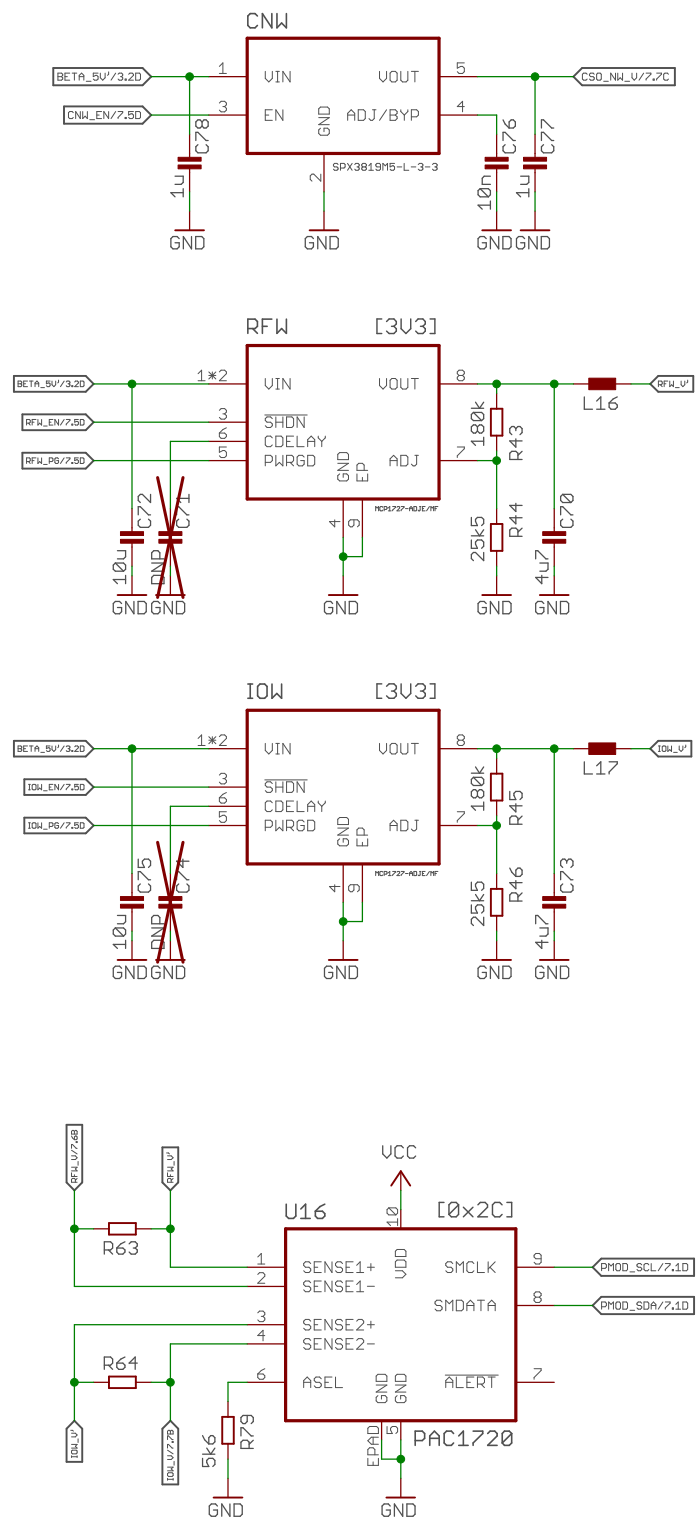 CNW
BETA_5V'/3.2D
1
VIN
VOUT
5
CSO_NW_V/7.7C
CNW_EN/7.5D
3
EN
GND
ADJ/BYP
4
C78
1u
2
SPX3819M5-L-3-3
C76
10n
C77
1u
GND
GND
GND
GND
RFW
[3V3]
BETA_5V'/3.2D
1*2
VIN
VOUT
8
L16
RFW_V'
RFW_EN/7.5D
3
SHDN
6
CDELAY
RFW_PG/7.5D
5
PWRGD
GND
EP
ADJ
7
180k
R43
C72
10u
C71
DNP
4
9
MCP1727-ADJE/MF
25k5
R44
C70
4u7
GND
GND
GND
GND
GND
IOW
[3V3]
BETA_5V'/3.2D
1*2
VIN
VOUT
8
L17
IOW_V'
IOW_EN/7.5D
3
SHDN
6
CDELAY
IOW_PG/7.5D
5
PWRGD
GND
EP
ADJ
7
180k
R45
C75
10u
C74
DNP
4
9
MCP1727-ADJE/MF
25k5
R46
C73
4u7
GND
GND
GND
GND
GND
RFW_V/7.6B
RFW_V'
VCC
U16
10
[0x2C]
R63
1
SENSE1+
VDD
SMCLK
9
PMOD_SCL/7.1D
2
SENSE1-
SMDATA
8
PMOD_SDA/7.1D
3
SENSE2+
4
SENSE2-
R64
6
ASEL
GND
GND
ALERT
7
IOW_V'
IOW_V/7.7B
5k6
R79
EPAD
5
PAC1720
GND
GND